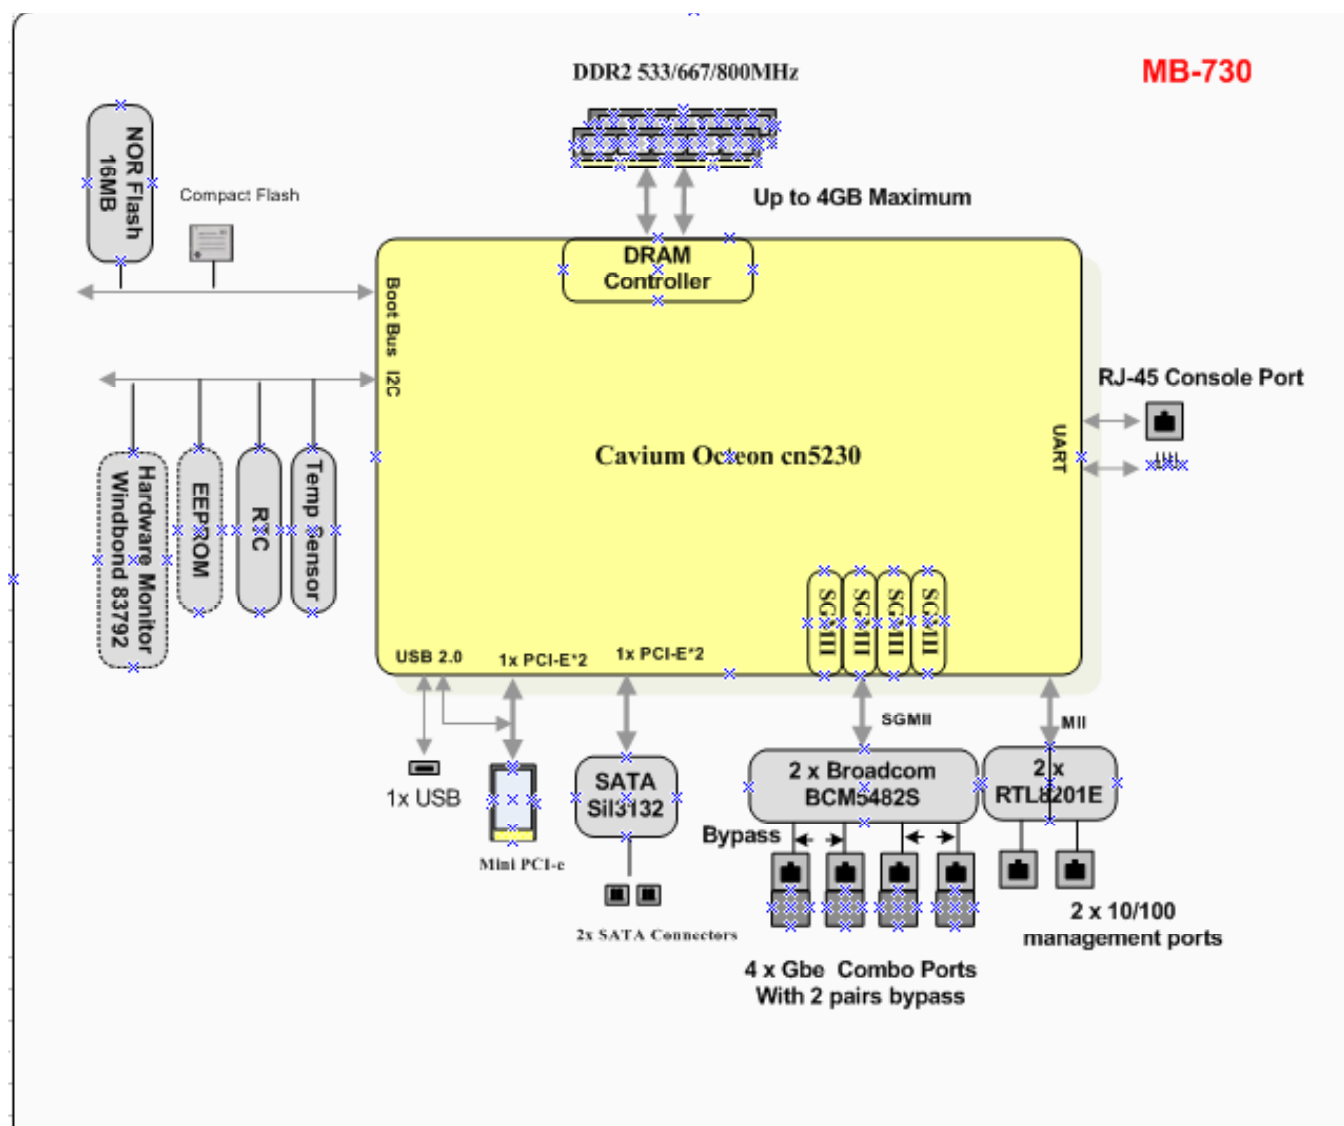 DDR2 533/667/800MHz
MB-730
NOR Flash
16MB
Compact Flash
Up to 4GB Maximum
DRAM
Controller
Boot Bus
I2C
RJ-45 Console Port
UART
Cavium Octeon cn5230
Hardware Monitor
Windbond 83792
EEPROM
RTC
Temp Sensor
SGMII
SGMII
SGMII
SGMII
USB 2.0
1x PCI-E*2
1x PCI-E*2
SGMII
MII
1x USB
Mini PCI-e
SATA
Sil3132
2x SATA Connectors
2 x Broadcom
BCM5482S
2 x
RTL8201E
Bypass
2 x 10/100
management ports
4 x Gbe Combo Ports
With 2 pairs bypass